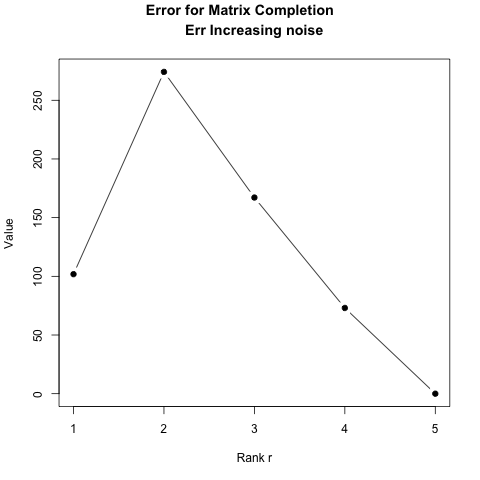 Error for Matrix Completion
Err Increasing noise
250
200
150
100
50
0
Value
1 2 3 4 5
Rank r